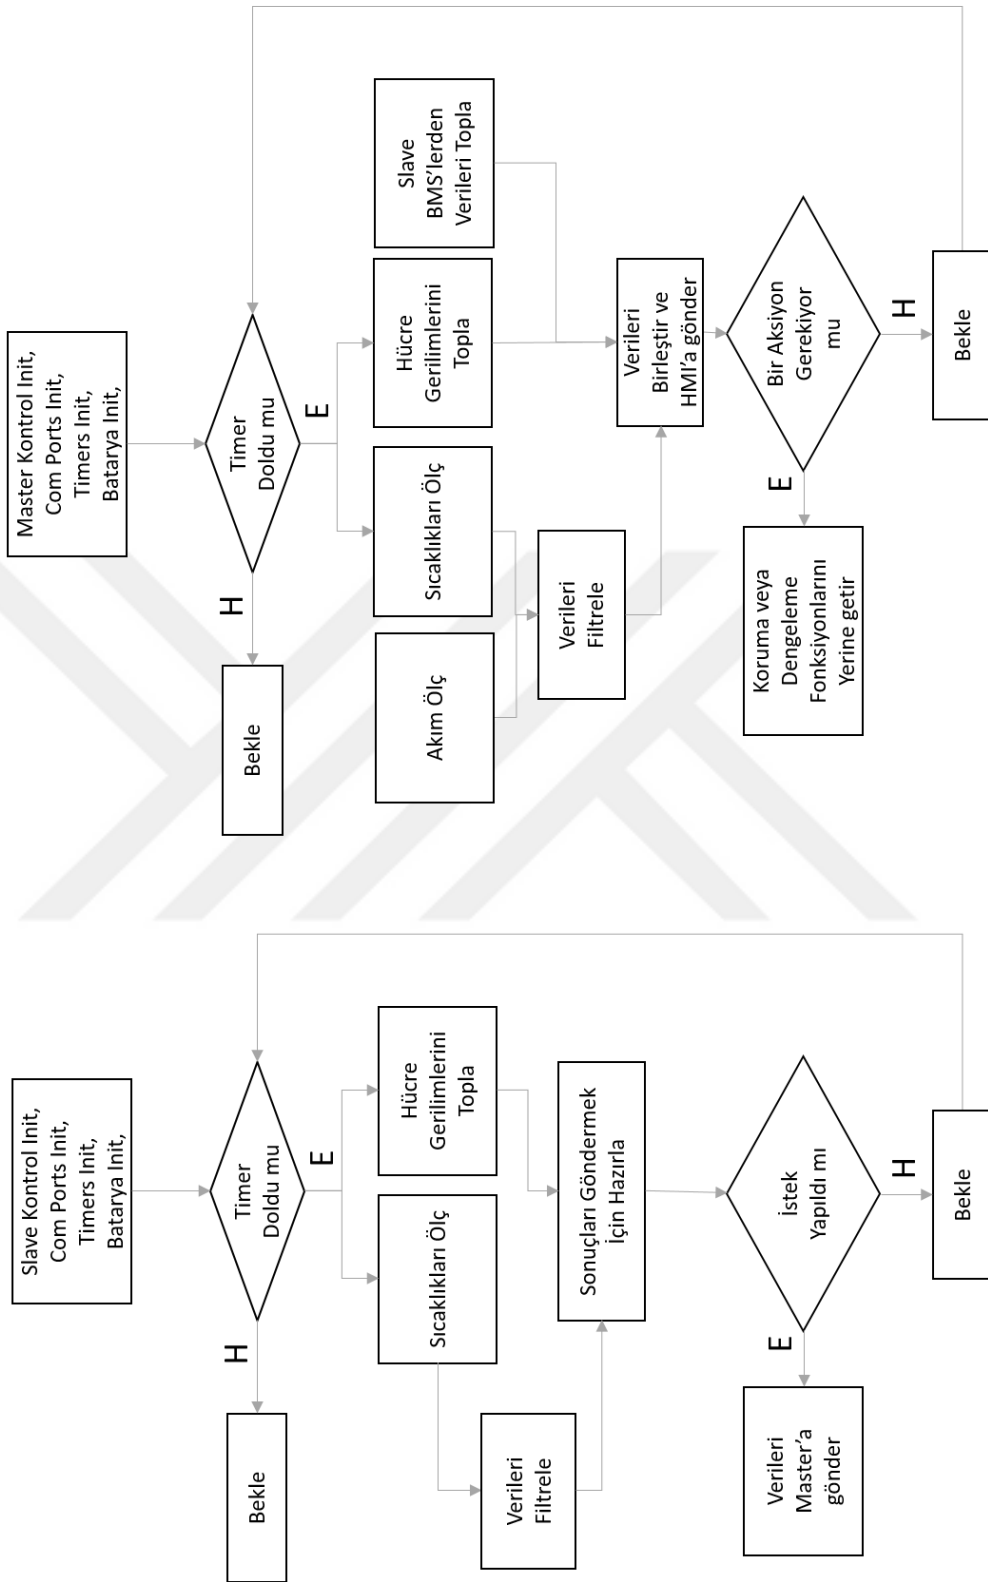 Slave Kontrol Init,
Com Ports Init,
Timers Init,
Batarya Init,
Timer
Doldu mu
H
E
Bekle
Sıcaklıkları Ölç
Hücre
Gerilimlerini
Topla
Verileri
Filtrele
Sonuçları Göndermek
İçin Hazırla
İstek
Yapıldı mı
E
H
Verileri
Master’a
gönder
Bekle
Master Kontrol Init,
Com Ports Init,
Timers Init,
Batarya Init,
Timer
Doldu mu
H
E
Bekle
Akım Ölç
Sıcaklıkları Ölç
Hücre
Gerilimlerini
Topla
Slave
BMS’lerden
Verileri Topla
Verileri
Filtrele
Verileri
Birleştir ve
HMI’a gönder
Bir Aksiyon
Gerekiyor
mu
E
H
Koruma veya
Dengeleme
Fonksiyonlarını
Yerine getir
Bekle